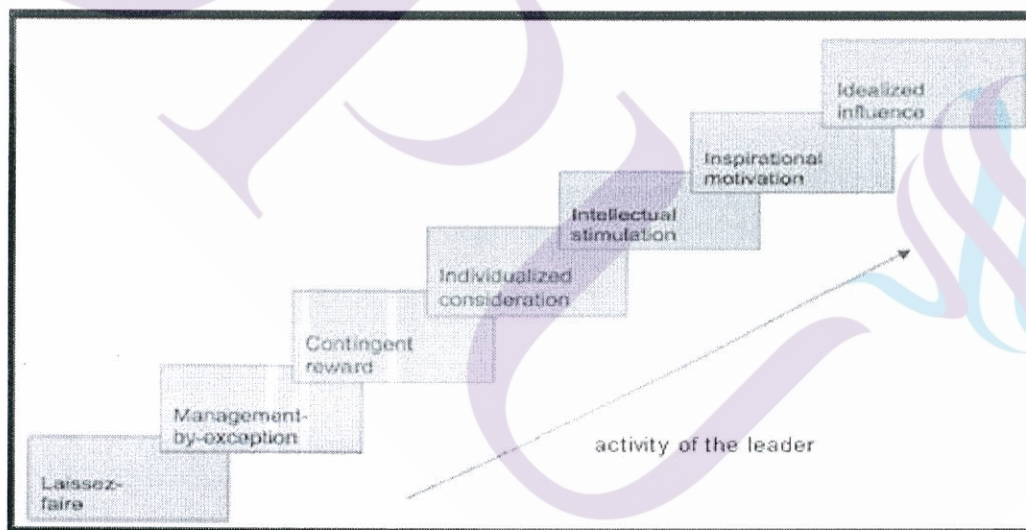 Idealized
influence
Inspirational
motivation
Intellectual
stimulation
Individualized
consideration
Contingent
reward
Management-
by-exception
Laissez-
faire
activity of the leader